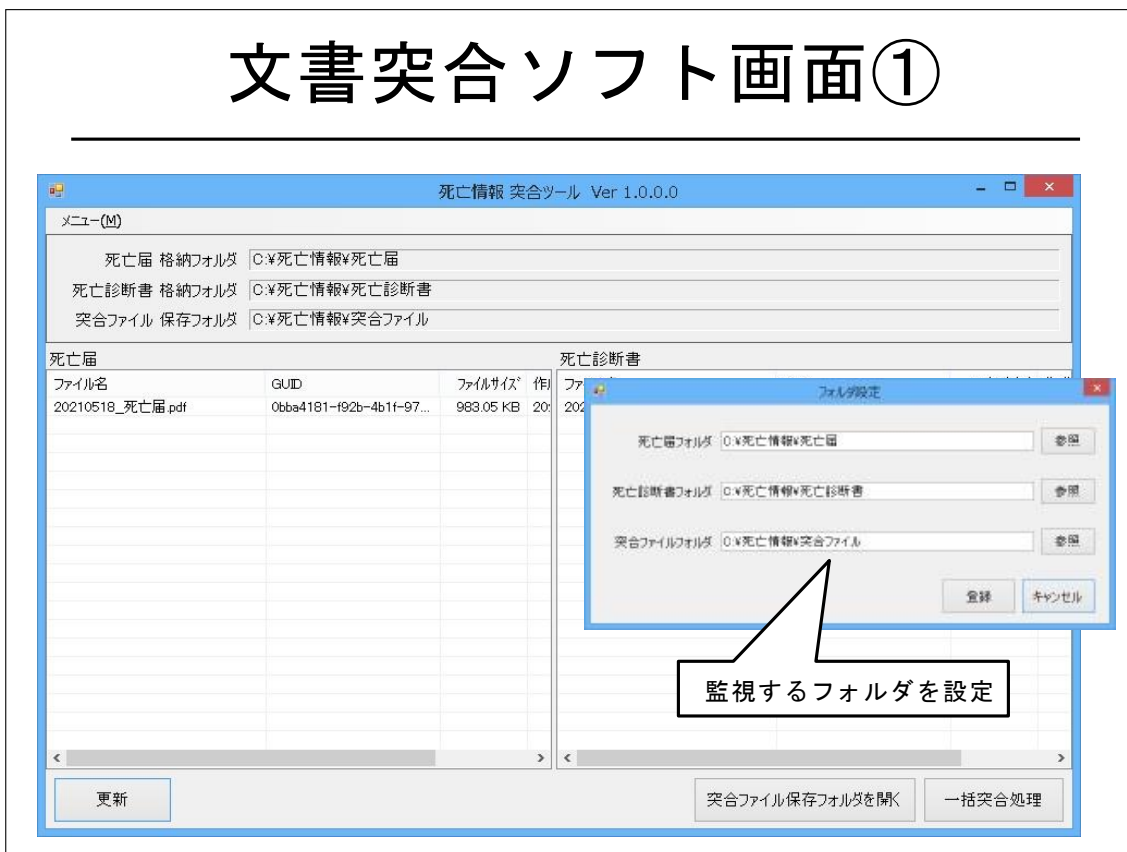 文書突合ソフト画面①
死亡情報 突合ツール Ver 1.0.0.0
メニュー(M)
死亡届 格納フォルダ C:¥死亡情報¥死亡届
死亡診断書 格納フォルダ C:¥死亡情報¥死亡診断書
突合ファイル 保存フォルダ C:¥死亡情報¥突合ファイル
死亡届
ファイル名 GUID ファイルサイズ
20210518_死亡届.pdf 0bba4181-f92b-4b1f-97... 983.05 KB
死亡診断書
フォルダ設定
死亡届フォルダ C:¥死亡情報¥死亡届 参照
死亡診断書フォルダ C:¥死亡情報¥死亡診断書 参照
突合ファイルフォルダ C:¥死亡情報¥突合ファイル 参照
登録 キャンセル
監視するフォルダを設定
更新 突合ファイル保存フォルダを開く 一括突合処理